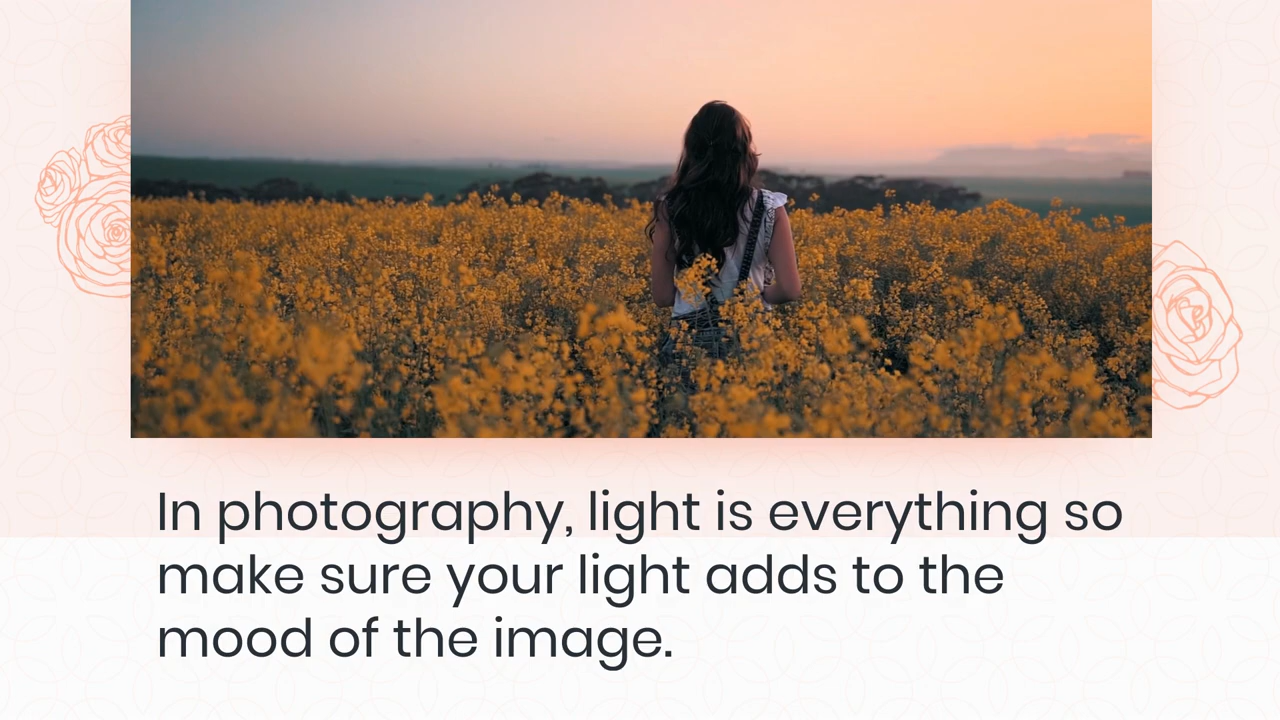 In photography, light is everything so
make sure your light adds to the
mood of the image.